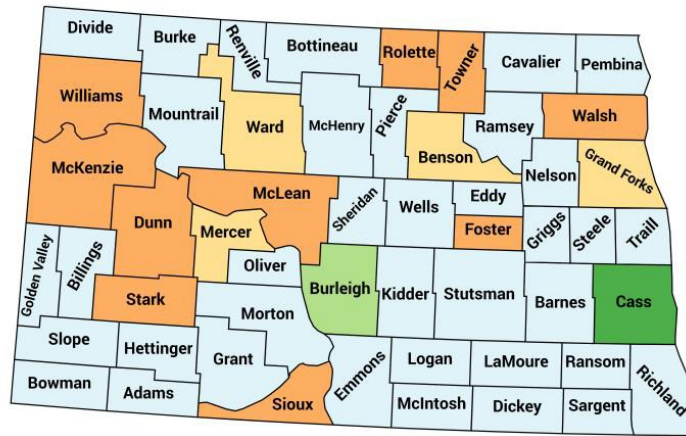 Divide
Burke
Renville
Bottineau
Rolette
Towner
Cavalier
Pembina
Williams
Mountrail
Ward
McHenry
Pierce
Benson
Ramsey
Walsh
McKenzie
Dunn
McLean
Mercer
Sheridan
Wells
Eddy
Foster
Nelson
Grand Forks
Griggs
Steele
Traill
Golden Valley
Billings
Stark
Oliver
Burleigh
Kidder
Stutsman
Barnes
Cass
Slope
Hettinger
Morton
Grant
Emmons
Logan
LaMoure
Ransom
Richland
Bowman
Adams
Sioux
McIntosh
Dickey
Sargent